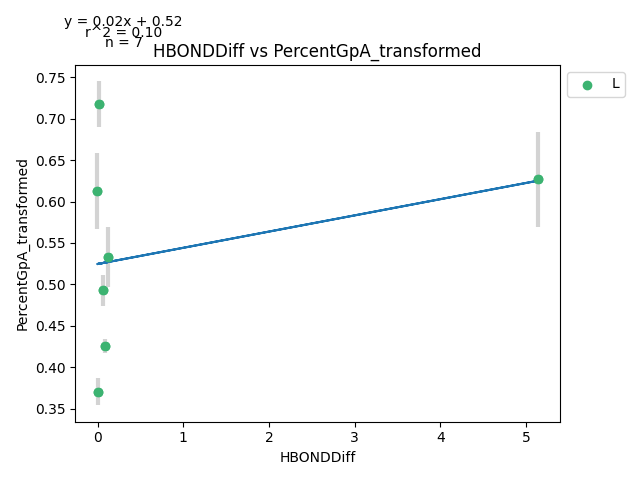 y = 0.02x + 0.52
r^2 = 0.10
n = 7
HBONDDiff vs PercentGpA_transformed
L
PercentGpA_transformed
0.75
0.70
0.65
0.60
0.55
0.50
0.45
0.40
0.35
0 1 2 3 4 5
HBONDDiff